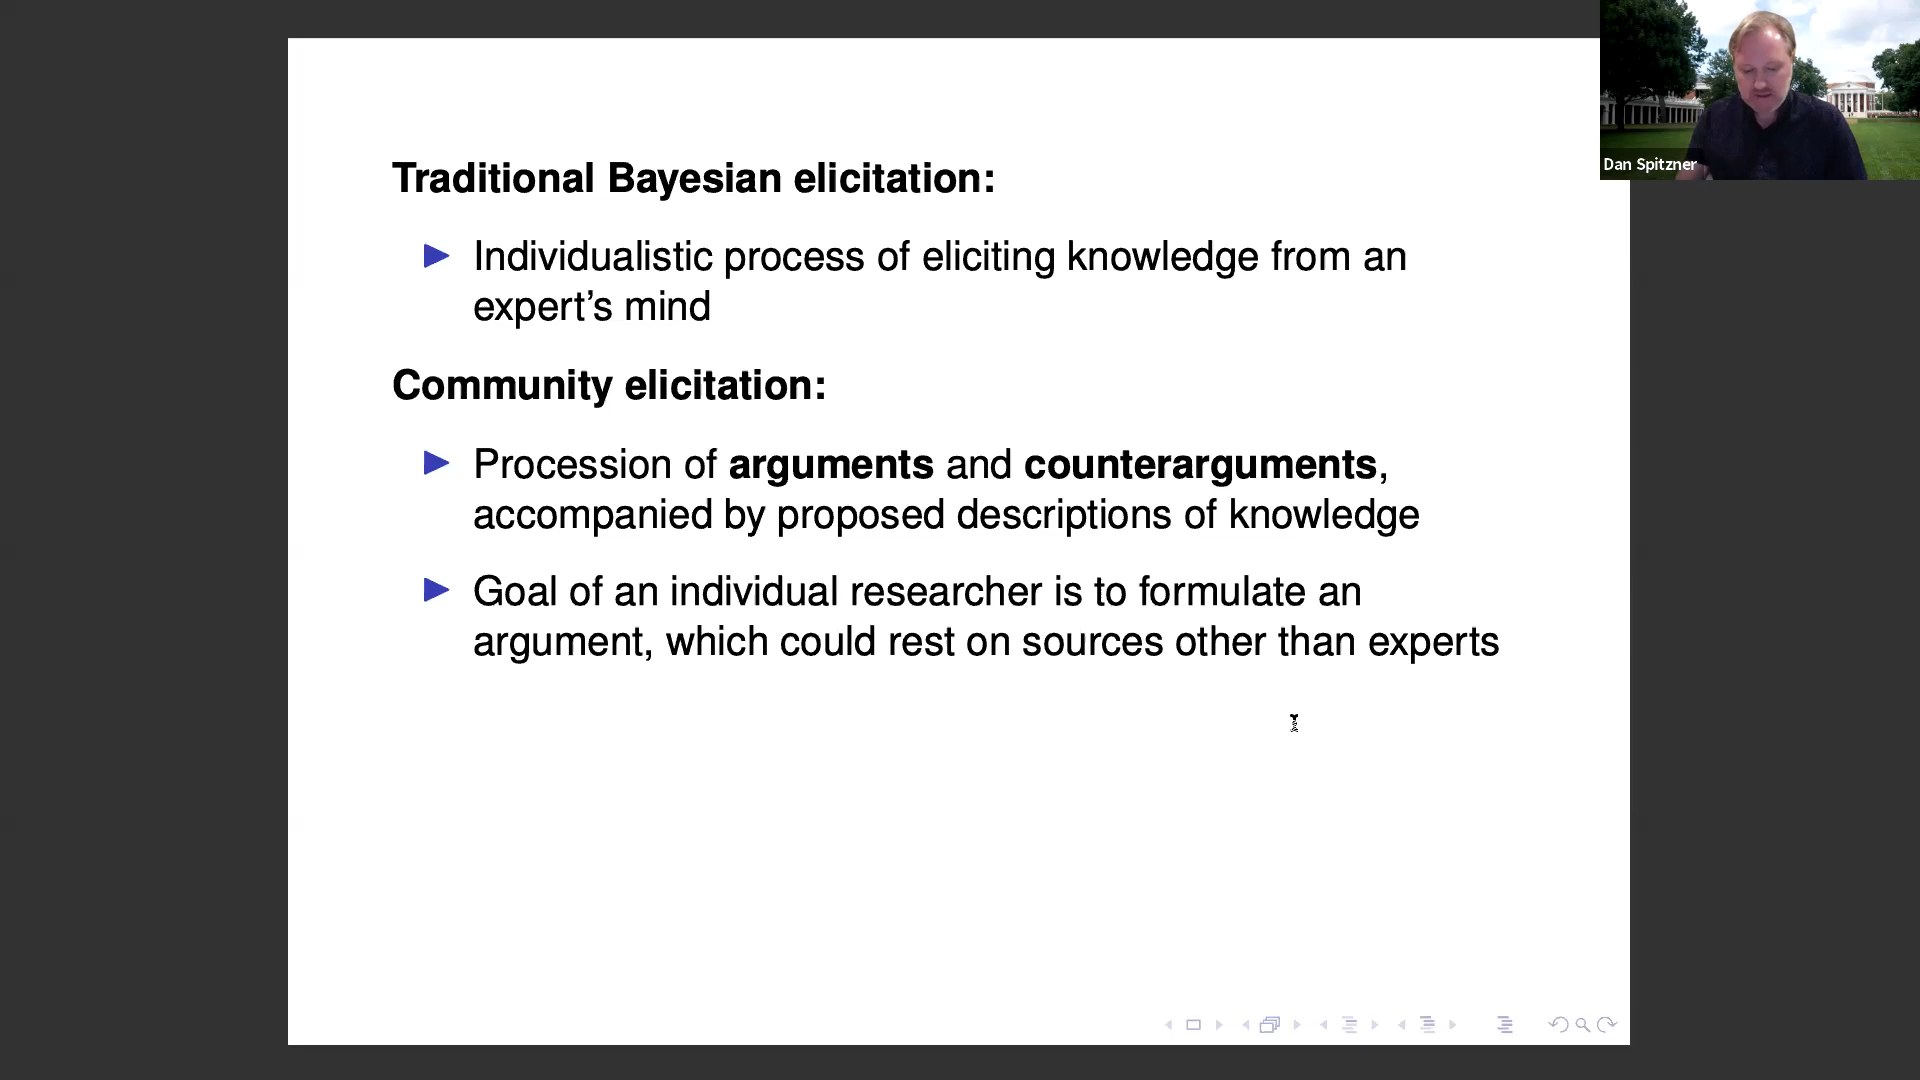 Traditional Bayesian elicitation:
Individualistic process of eliciting knowledge from an
expert’s mind
Community elicitation:
Procession of arguments and counterarguments,
accompanied by proposed descriptions of knowledge
Goal of an individual researcher is to formulate an
argument, which could rest on sources other than experts
Dan Spitzner